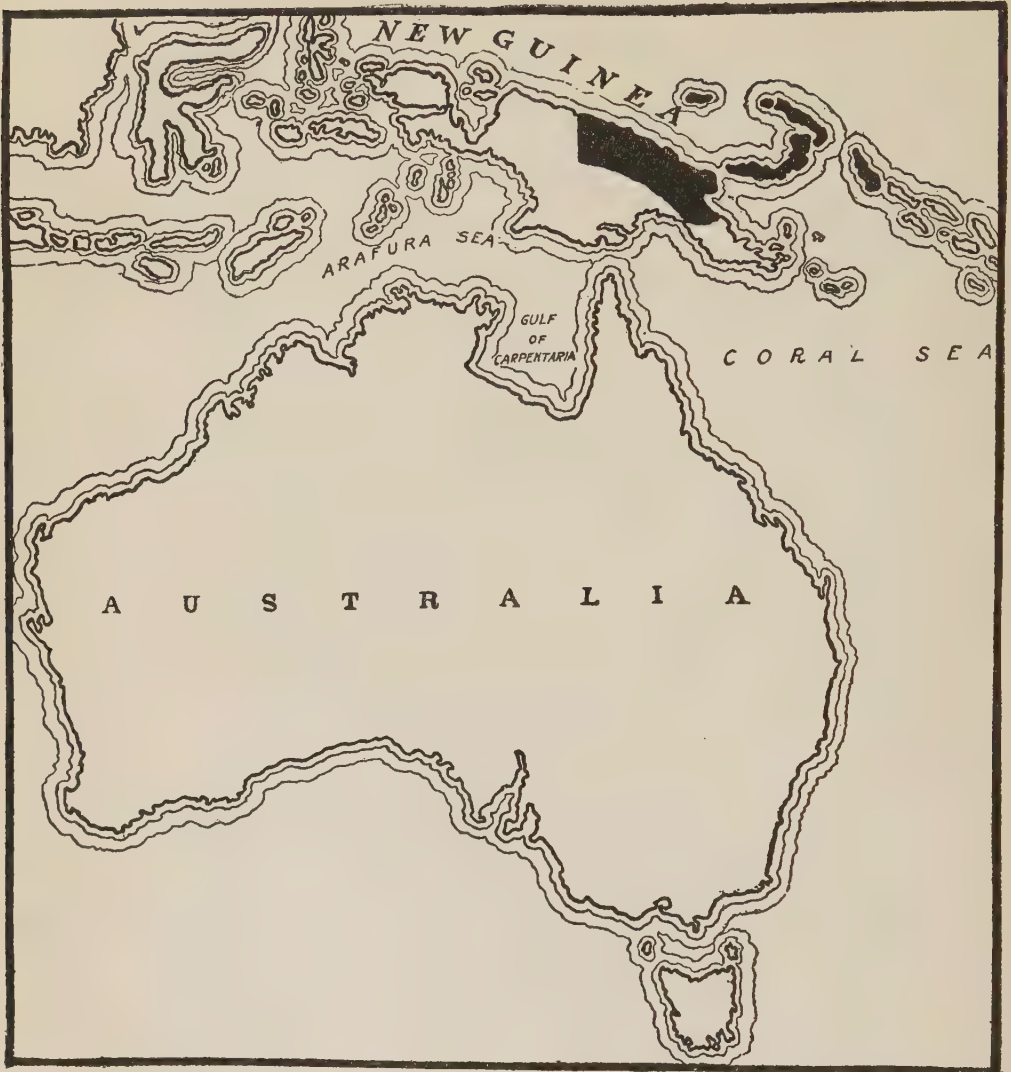 NEW GUINEA
ARAFURA SEA
GULF
OF
CARPENTARIA
CORAL SEA
AUSTRALIA